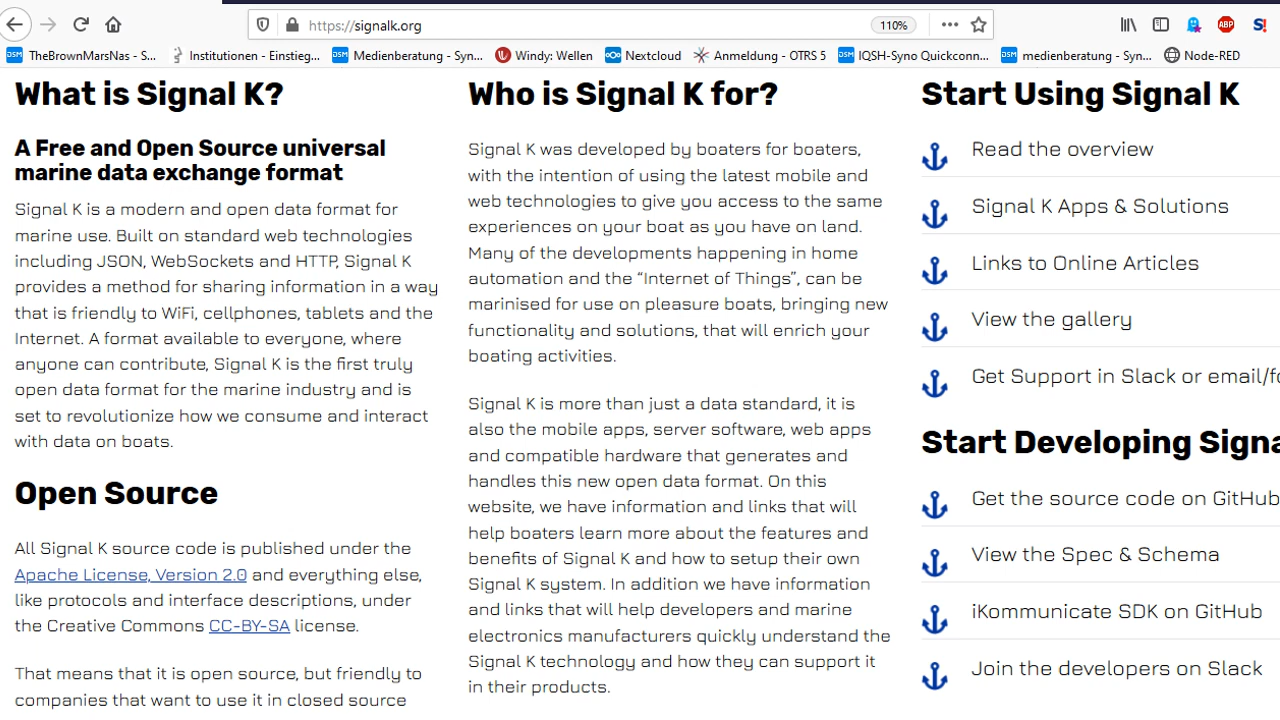 https://signalk.org
110%
TheBrownMarsNas - S...
Institutionen - Einstieg...
Medienberatung - Syn...
Windy: Wellen
Nextcloud
Anmeldung - OTRS 5
IQSH-Syno Quickconn...
medienberatung - Syn...
Node-RED
What is Signal K?
A Free and Open Source universal
marine data exchange format
Signal K is a modern and open data format for
marine use. Built on standard web technologies
including JSON, WebSockets and HTTP, Signal K
provides a method for sharing information in a way
that is friendly to WiFi, cellphones, tablets and the
Internet. A format available to everyone, where
anyone can contribute, Signal K is the first truly
open data format for the marine industry and is
set to revolutionize how we consume and interact
with data on boats.
Open Source
All Signal K source code is published under the
Apache License, Version 2.0 and everything else,
like protocols and interface descriptions, under
the Creative Commons CC-BY-SA license.
That means that it is open source, but friendly to
companies that want to use it in closed source
Who is Signal K for?
Signal K was developed by boaters for boaters,
with the intention of using the latest mobile and
web technologies to give you access to the same
experiences on your boat as you have on land.
Many of the developments happening in home
automation and the “Internet of Things”, can be
marinised for use on pleasure boats, bringing new
functionality and solutions, that will enrich your
boating activities.
Signal K is more than just a data standard, it is
also the mobile apps, server software, web apps
and compatible hardware that generates and
handles this new open data format. On this
website, we have information and links that will
help boaters learn more about the features and
benefits of Signal K and how to setup their own
Signal K system. In addition we have information
and links that will help developers and marine
electronics manufacturers quickly understand the
Signal K technology and how they can support it
in their products.
Start Using Signal K
Read the overview
Signal K Apps & Solutions
Links to Online Articles
View the gallery
Get Support in Slack or email/fo
Start Developing Signa
Get the source code on GitHub
View the Spec & Schema
iKommunicate SDK on GitHub
Join the developers on Slack